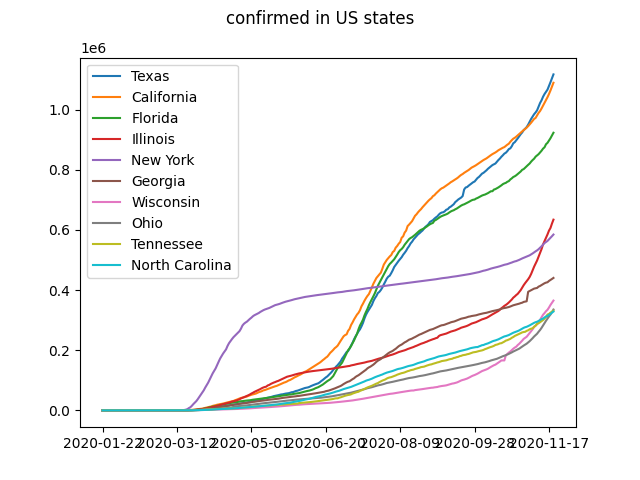 confirmed in US states
1e6
Texas
California
Florida
Illinois
New York
Georgia
Wisconsin
Ohio
Tennessee
North Carolina
1.0
0.8
0.6
0.4
0.2
0.0
2020-01-22 2020-03-12 2020-05-01 2020-06-20 2020-08-09 2020-09-28 2020-11-17